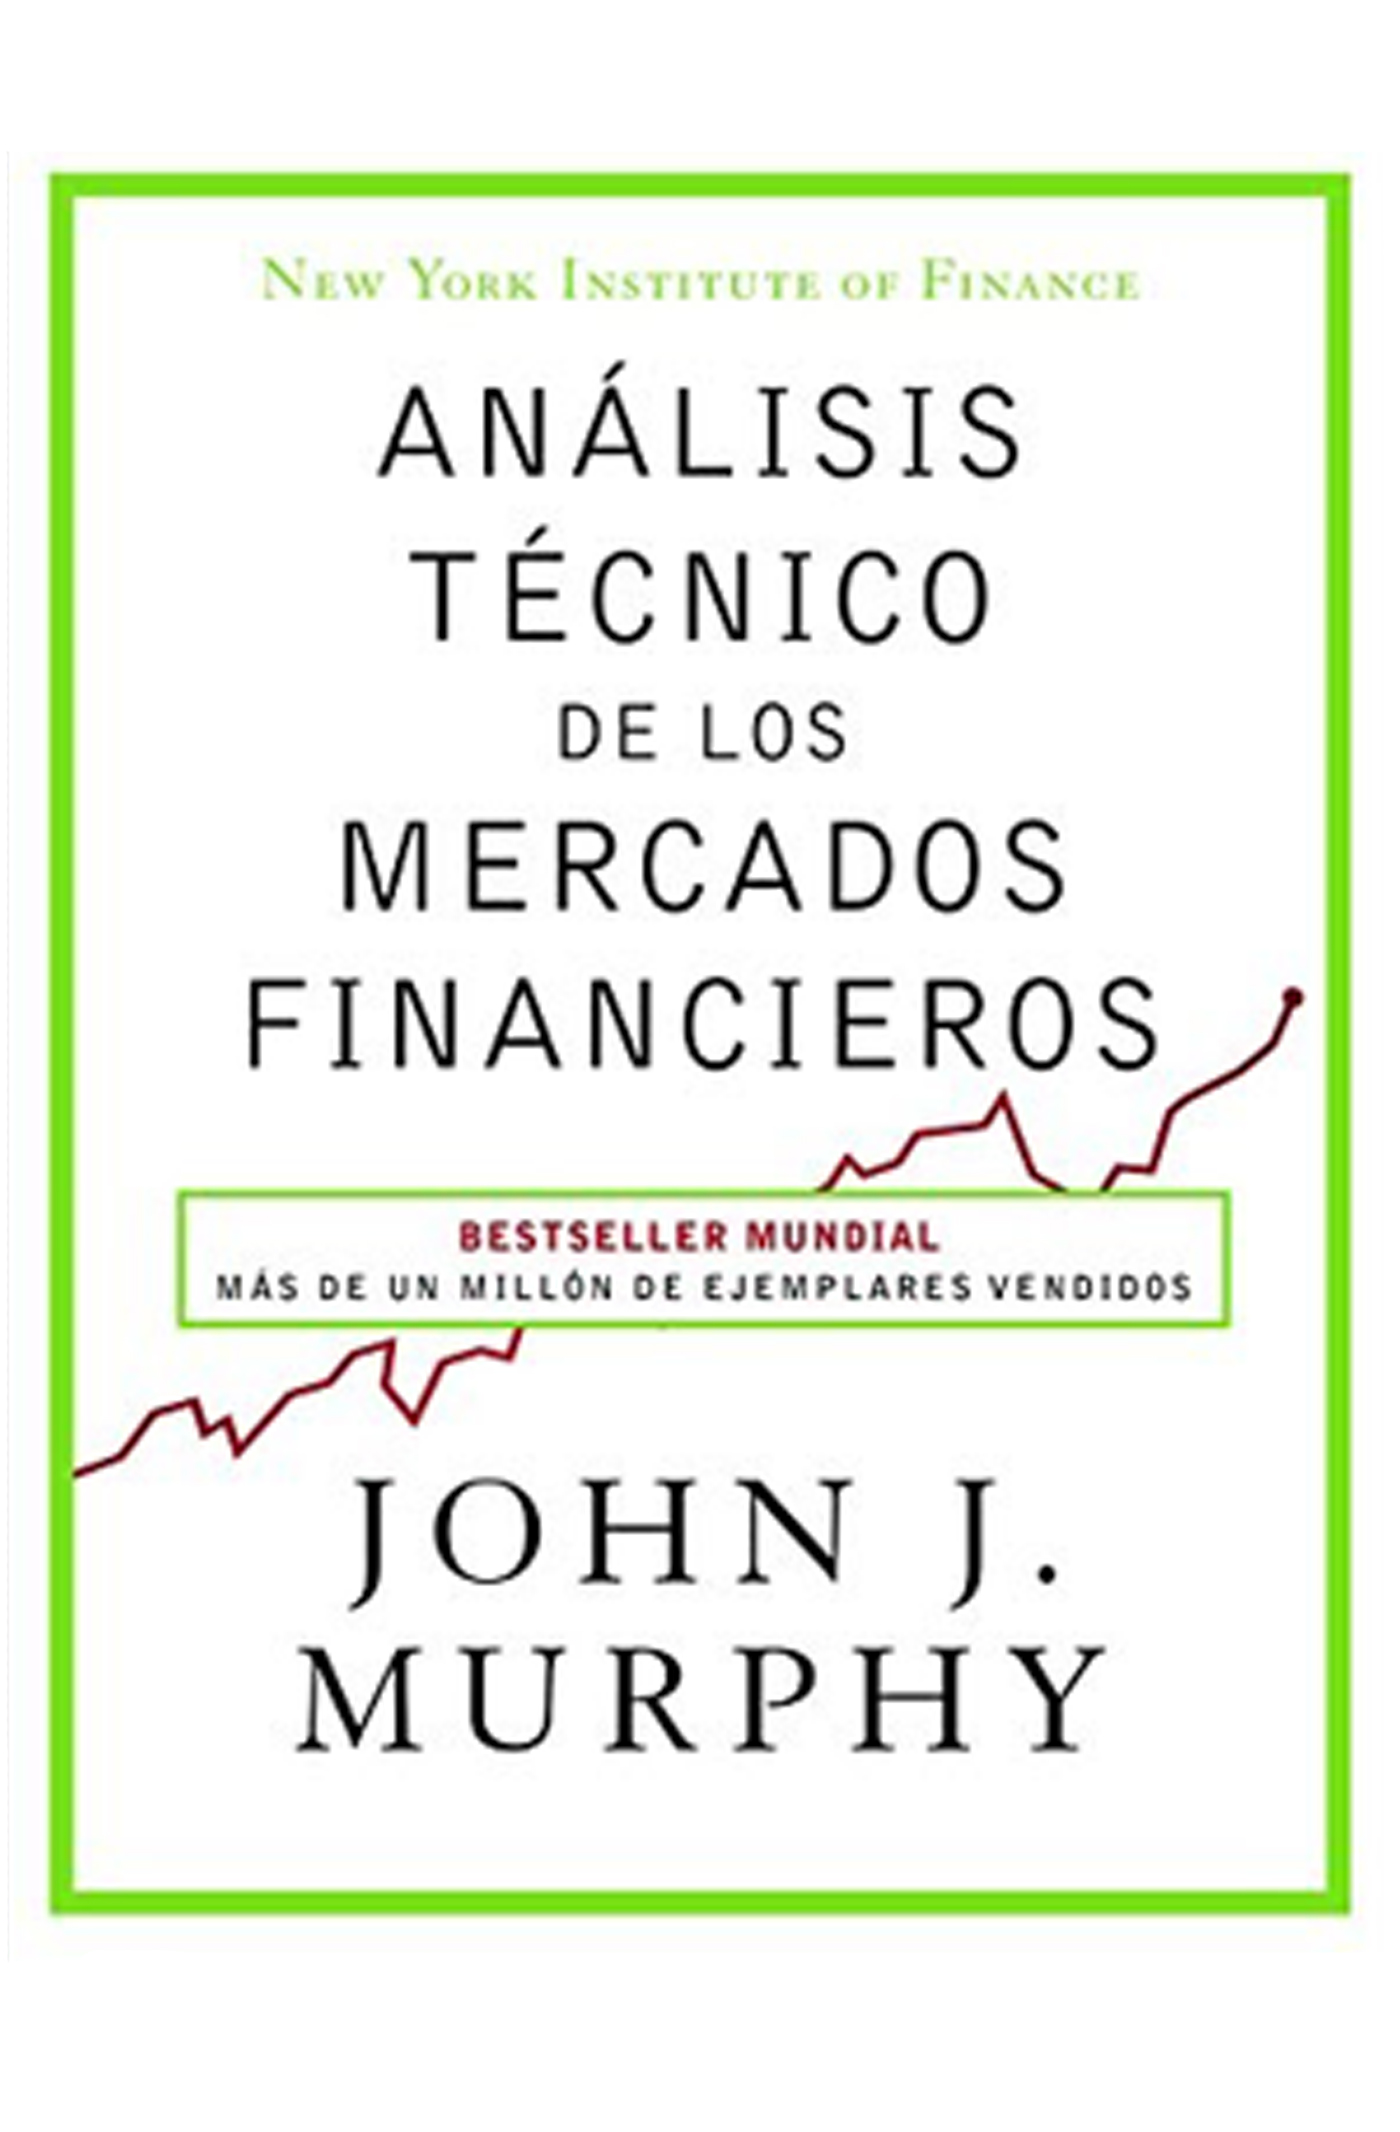 NEW YORK INSTITUTE OF FINANCE
ANÁLISIS
TÉCNICO
DE LOS
MERCADOS
FINANCIEROS
BESTSELLER MUNDIAL
MÁS DE UN MILLÓN DE EJEMPLARES VENDIDOS
JOHN J.
MURPHY